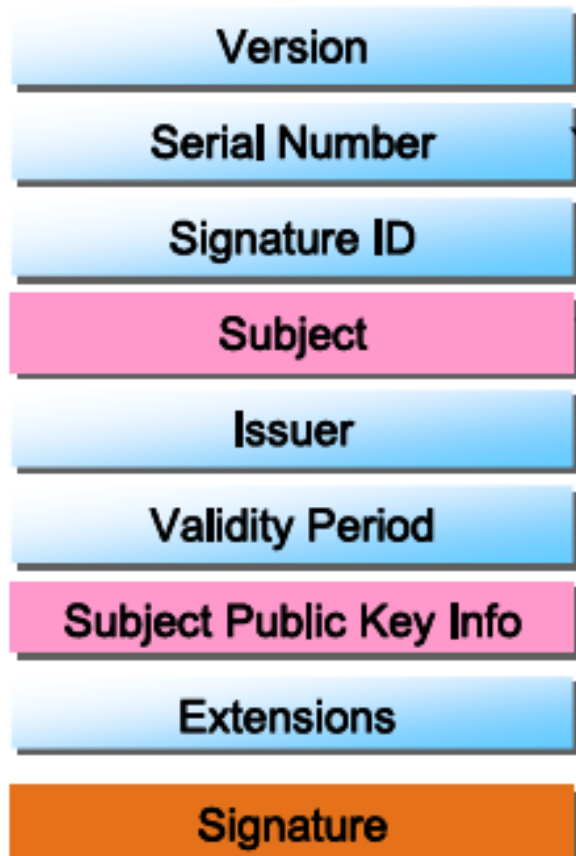 Version
Serial Number
Signature ID
Subject
Issuer
Validity Period
Subject Public Key Info
Extensions
Signature